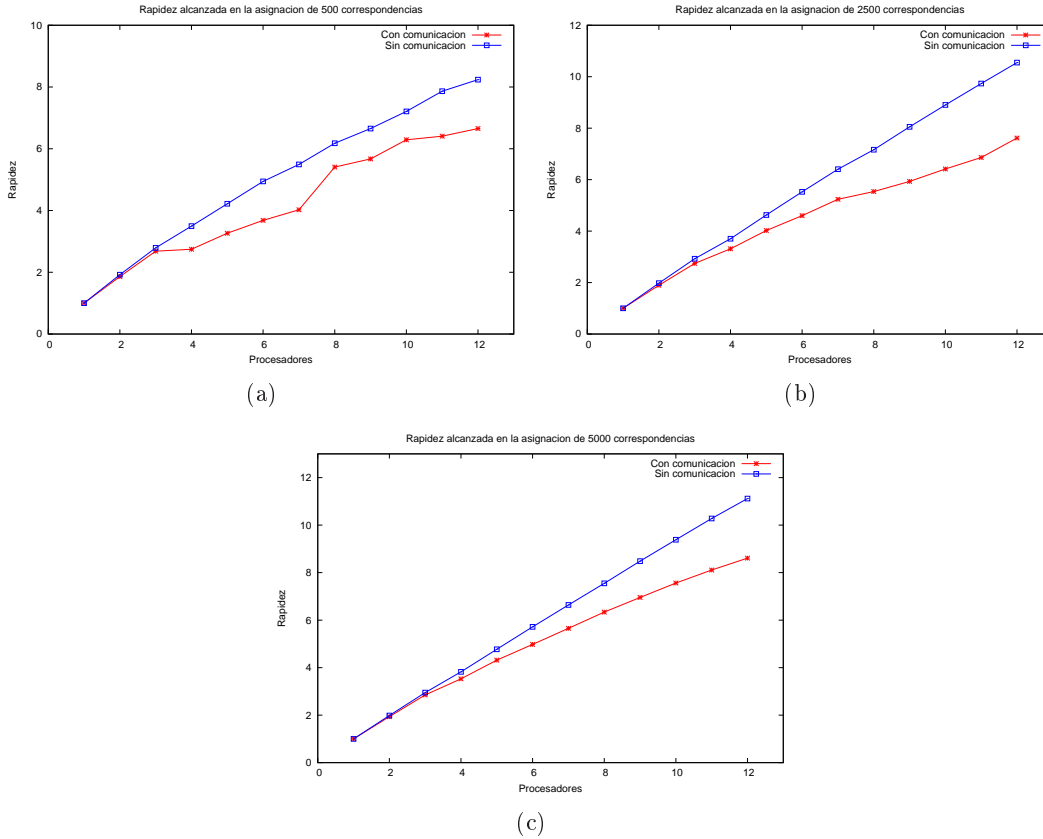 Rapidez alcanzada en la asignacion de 500 correspondencias
Con comunicacion
Sin comunicacion
10
8
6
4
2
0
Rapidez
0 2 4 6 8 10 12
Procesadores
(a)
Rapidez alcanzada en la asignacion de 2500 correspondencias
Con comunicacion
Sin comunicacion
12
10
8
6
4
2
0
Rapidez
0 2 4 6 8 10 12
Procesadores
(b)
Rapidez alcanzada en la asignacion de 5000 correspondencias
Con comunicacion
Sin comunicacion
12
10
8
6
4
2
0
Rapidez
0 2 4 6 8 10 12
Procesadores
(c)